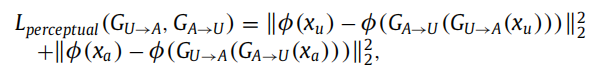 L_{perceptual}(G_{U→A}, G_{A→U}) = ‖ϕ(x_u) − ϕ(G_{A→U}(G_{U→A}(x_u)))‖_2^2
+‖ϕ(x_a) − ϕ(G_{U→A}(G_{A→U}(x_a)))‖_2^2,